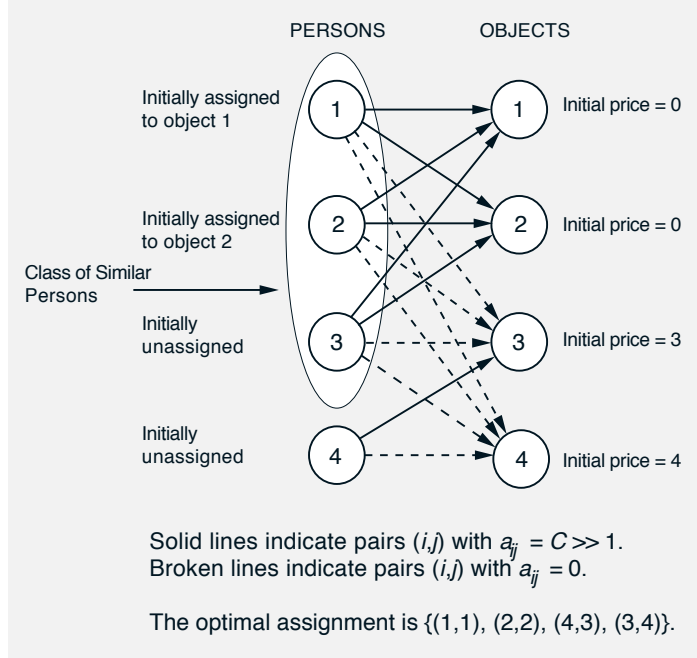 PERSONS
OBJECTS
Initially assigned
to object 1
1
1
Initial price = 0
Initially assigned
to object 2
2
2
Initial price = 0
Class of Similar
Persons
Initially
unassigned
3
3
Initial price = 3
Initially
unassigned
4
4
Initial price = 4
Solid lines indicate pairs (i,j) with aij = C >> 1.
Broken lines indicate pairs (i,j) with aij = 0.
The optimal assignment is {(1,1), (2,2), (4,3), (3,4)}.